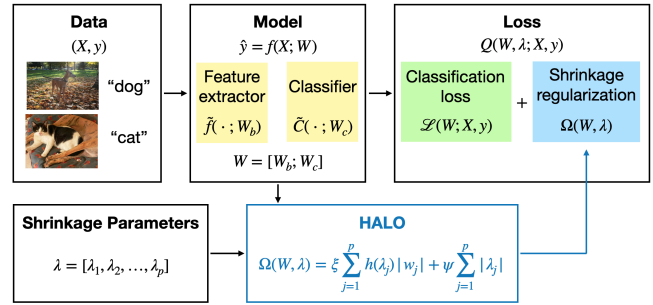 Data
(X, y)
“dog”
“cat”
Model
ŷ = f(X; W)
Feature extractor
f̃( · ; W_b)
Classifier
C̃( · ; W_c)
W = [W_b; W_c]
Loss
Q(W, λ; X, y)
Classification loss
ℒ(W; X, y)
+
Shrinkage regularization
Ω(W, λ)
Shrinkage Parameters
λ = [λ_1, λ_2, …, λ_p]
HALO
Ω(W, λ) = ξ ∑_{j=1}^{p} h(λ_j) | w_j | + ψ ∑_{j=1}^{p} | λ_j |